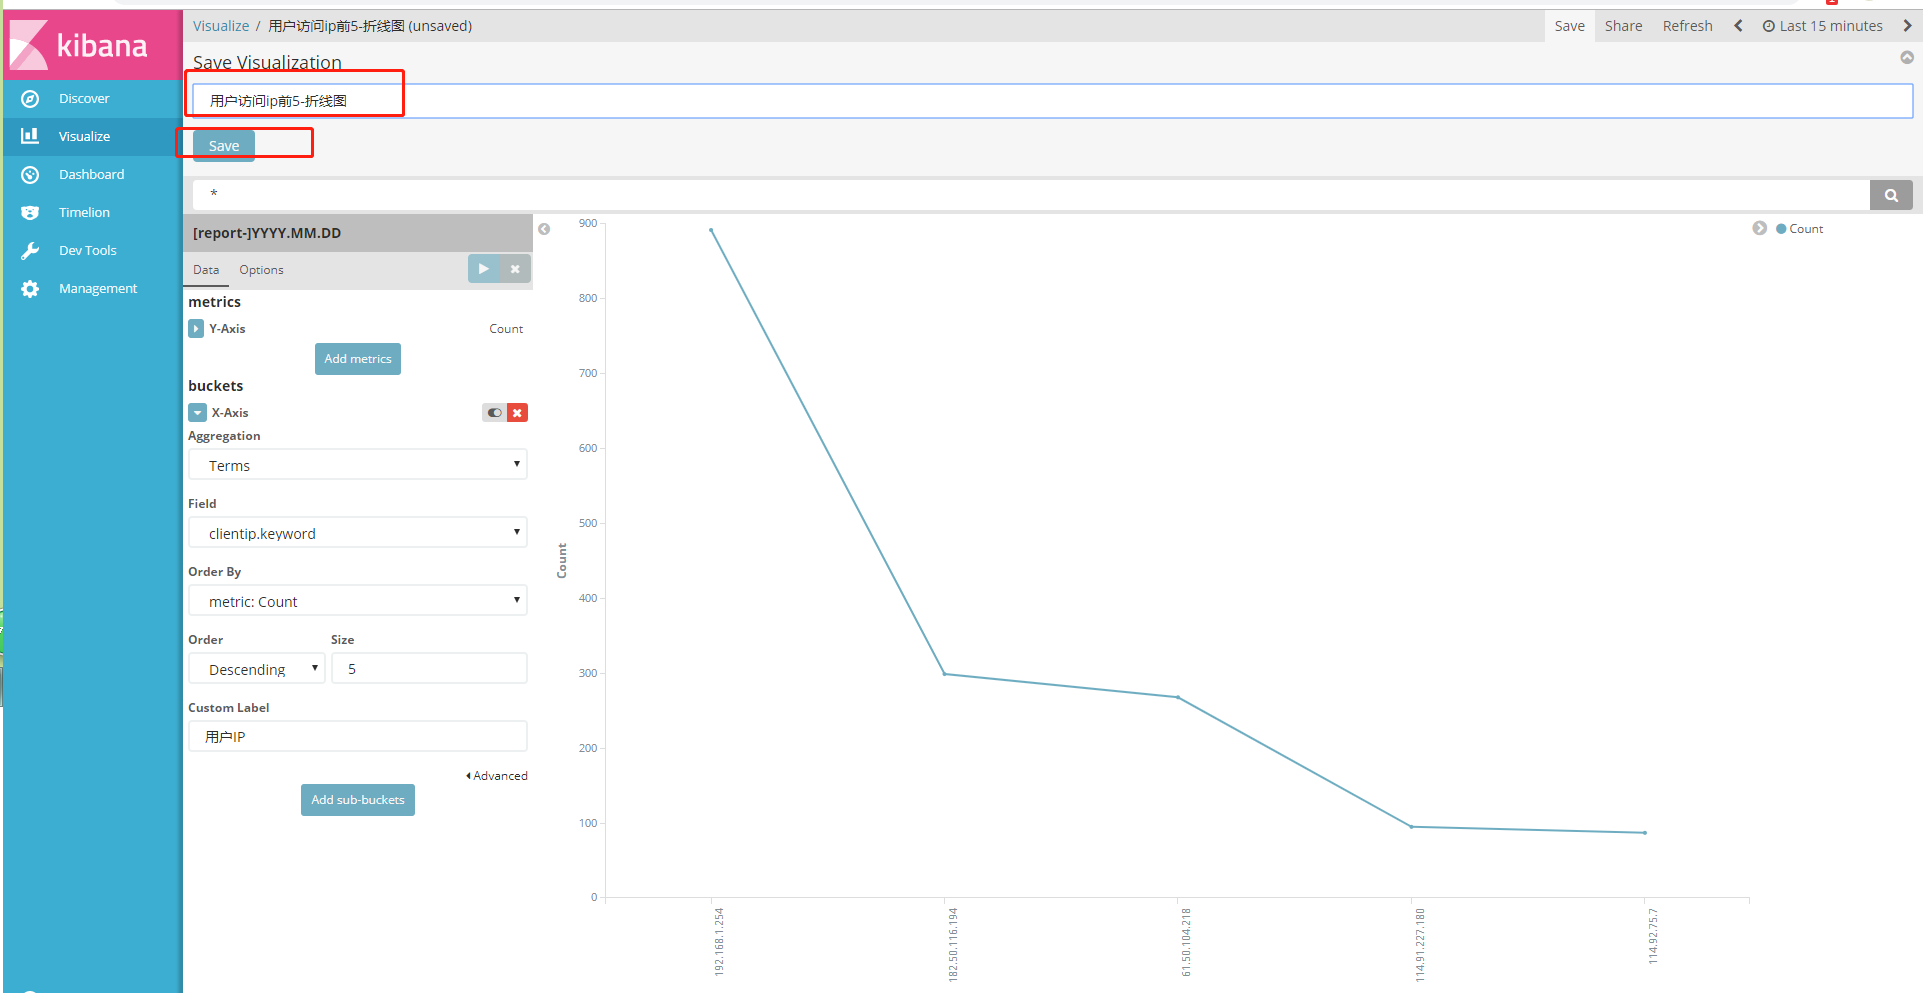 kibana
Discover
Visualize
Dashboard
Timelion
Dev Tools
Management
Visualize / 用户访问ip前5-折线图 (unsaved)
Save Share Refresh Last 15 minutes
Save Visualization
用户访问ip前5-折线图
Save
*
[report-]YYYY.MM.DD
Data Options
metrics
Y-Axis Count
Add metrics
buckets
X-Axis
Aggregation
Terms
Field
clientip.keyword
Order By
metric: Count
Order Size
Descending 5
Custom Label
用户IP
Advanced
Add sub-buckets
Count
900
800
700
600
500
400
300
200
100
0
Count
192.168.1.254
182.50.116.194
61.50.104.218
114.91.227.180
114.92.75.7